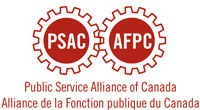 PSAC AFPC
Public Service Alliance of Canada
Alliance de la Fonction publique du Canada